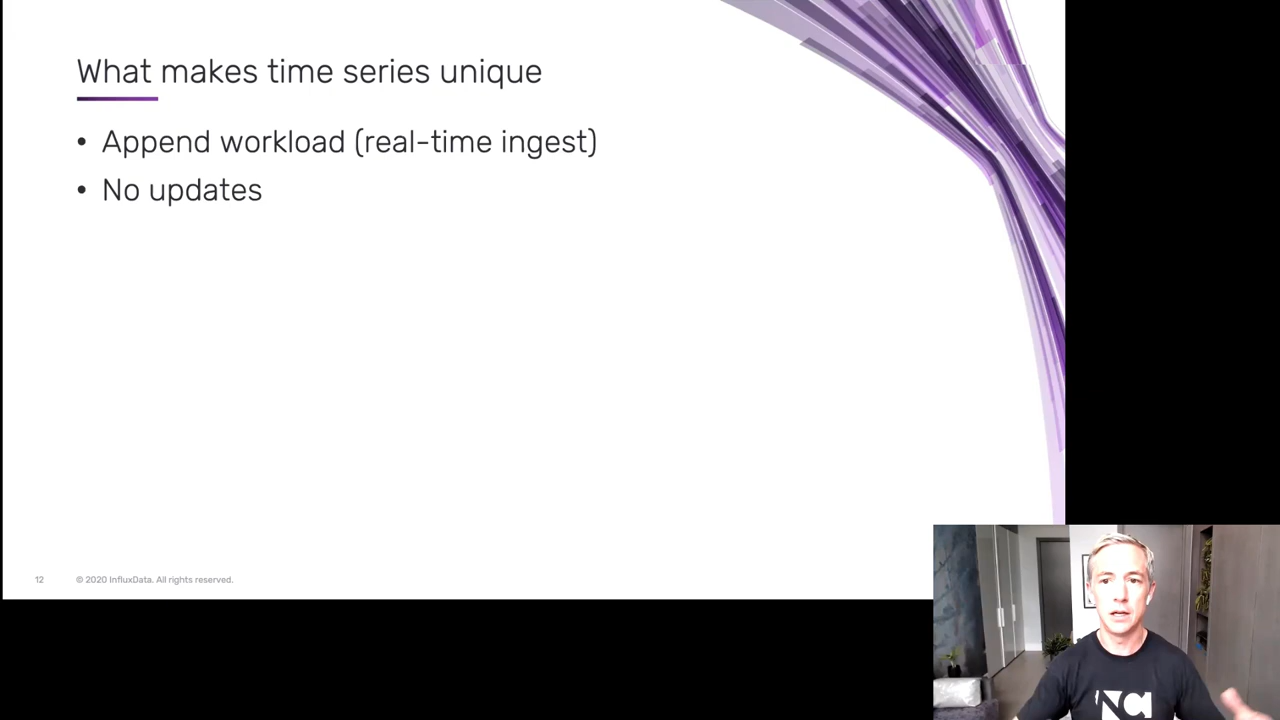 What makes time series unique
• Append workload (real-time ingest)
• No updates
12 © 2020 InfluxData. All rights reserved.